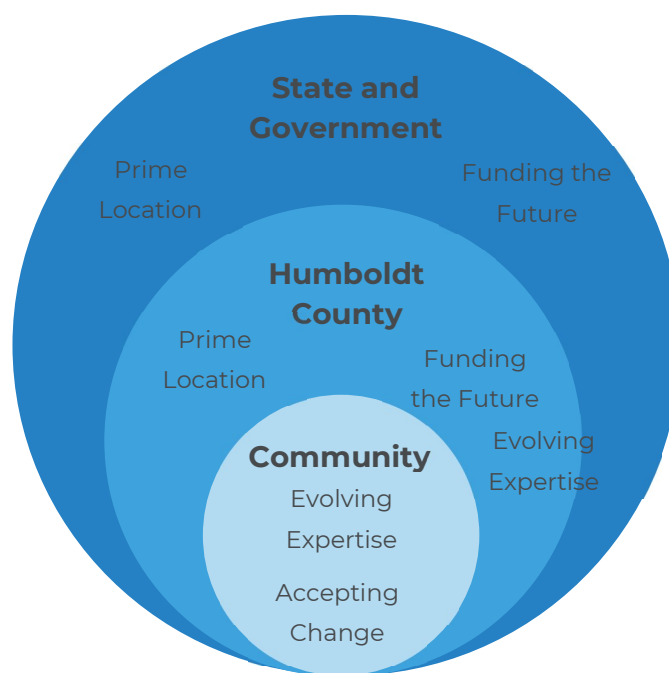 State and
Government
Prime
Location
Funding the
Future
Humboldt
County
Prime
Location
Funding
the Future
Evolving
Expertise
Community
Evolving
Expertise
Accepting
Change